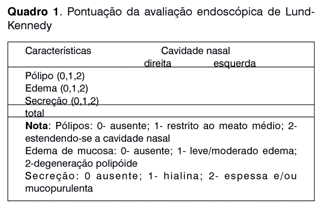 Quadro 1. Pontuação da avaliação endoscópica de Lund-
Kennedy
Características Cavidade nasal
direita esquerda
Pólipo (0,1,2)
Edema (0,1,2)
Secreção (0,1,2)
total
Nota: Pólipos: 0- ausente; 1- restrito ao meato médio; 2-
estendendo-se a cavidade nasal
Edema de mucosa: 0- ausente; 1- leve/moderado edema;
2-degeneração polipóide
Secreção: 0 ausente; 1- hialina; 2- espessa e/ou
mucopurulenta